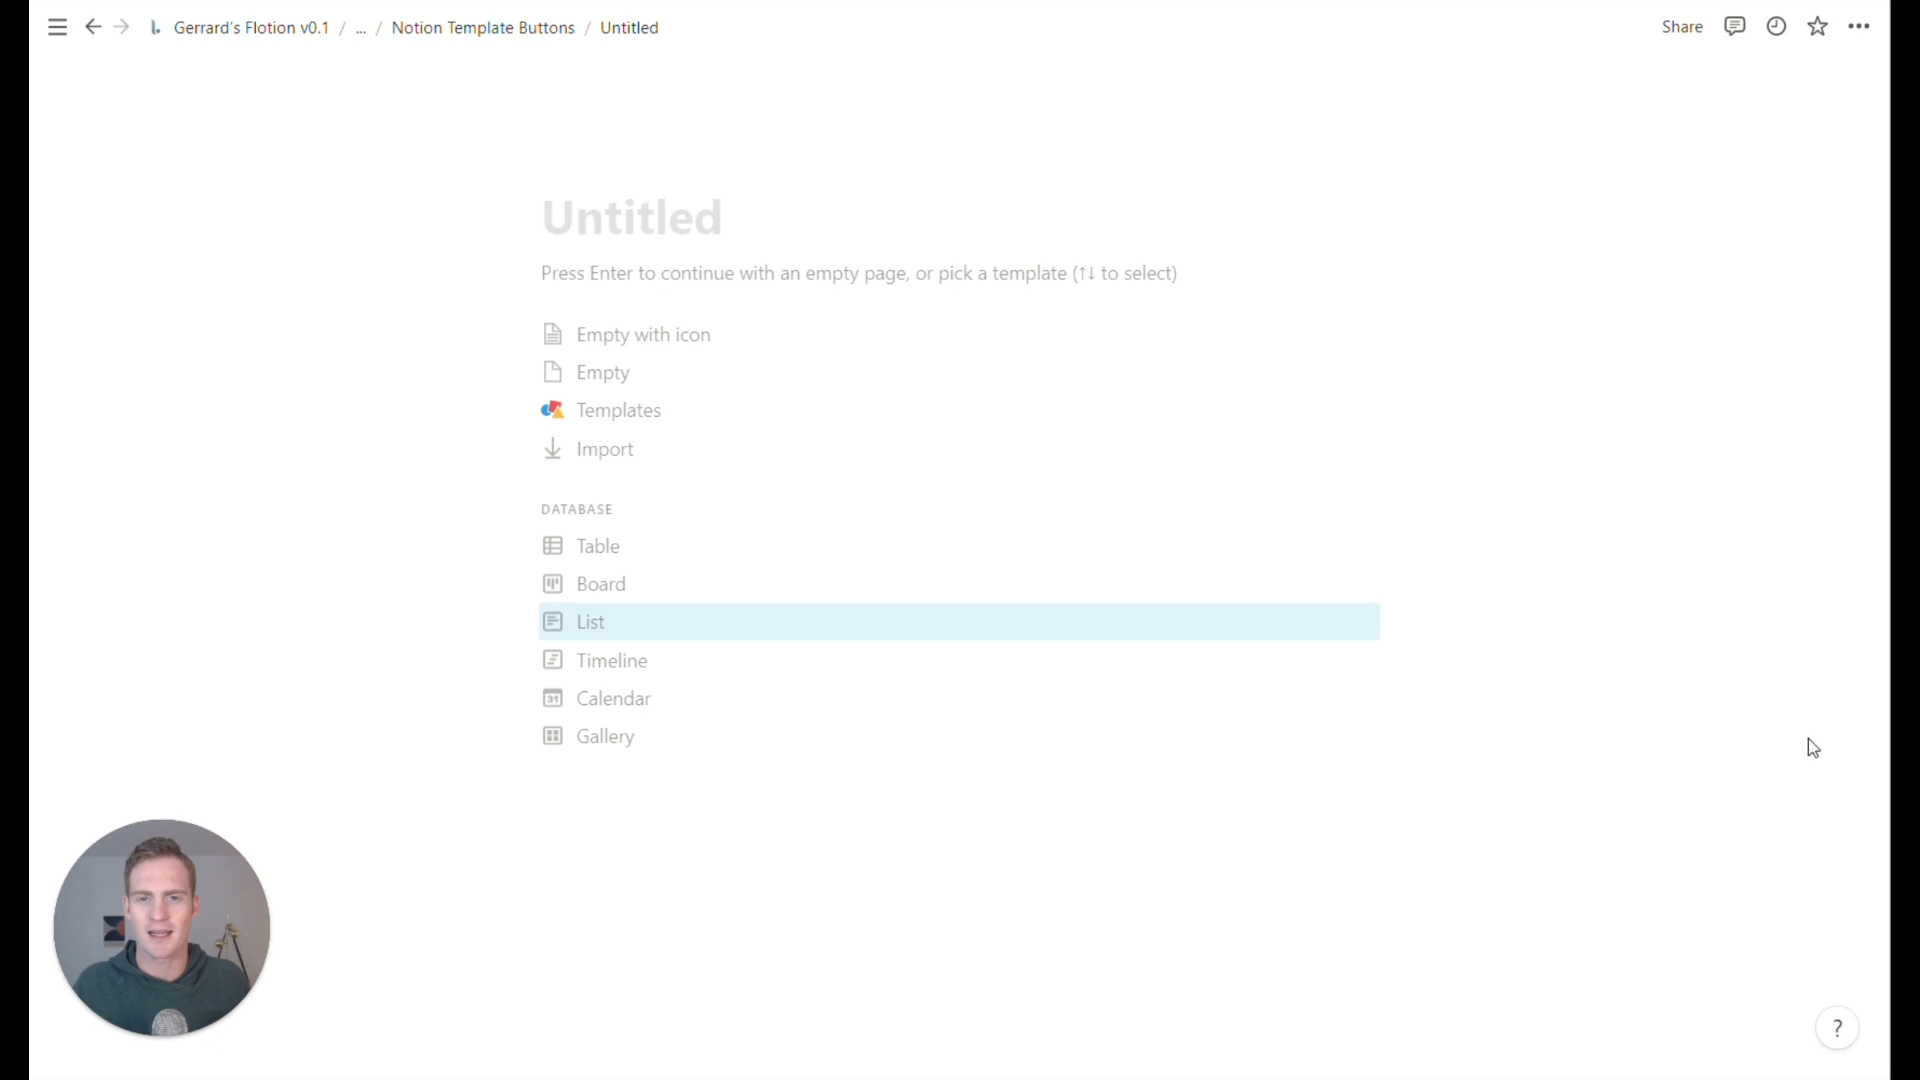 Gerrard's Flotion v0.1 / ... / Notion Template Buttons / Untitled
Share
Untitled
Press Enter to continue with an empty page, or pick a template (↑↓ to select)
Empty with icon
Empty
Templates
Import
DATABASE
Table
Board
List
Timeline
31 Calendar
Gallery
?